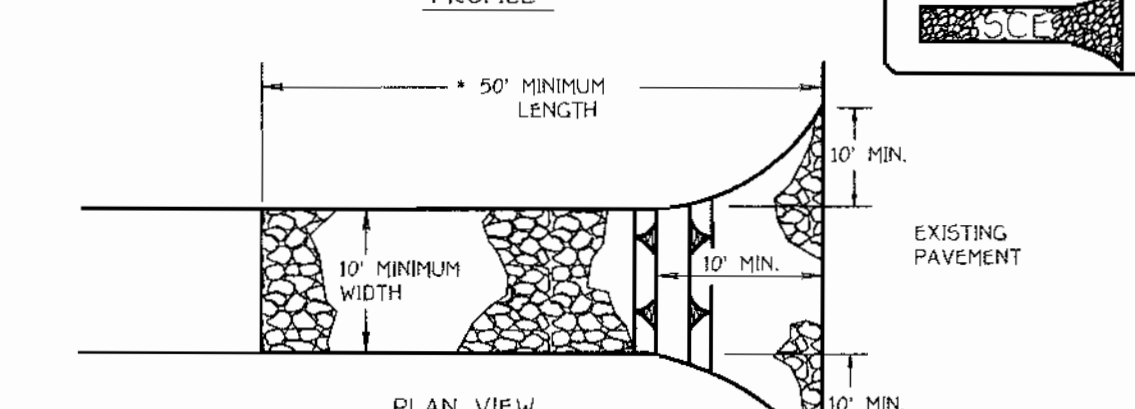 PROFILE
SCE
* 50' MINIMUM
LENGTH
10' MIN.
EXISTING
PAVEMENT
10' MINIMUM
WIDTH
10' MIN.
PLAN VIEW
10' MIN.